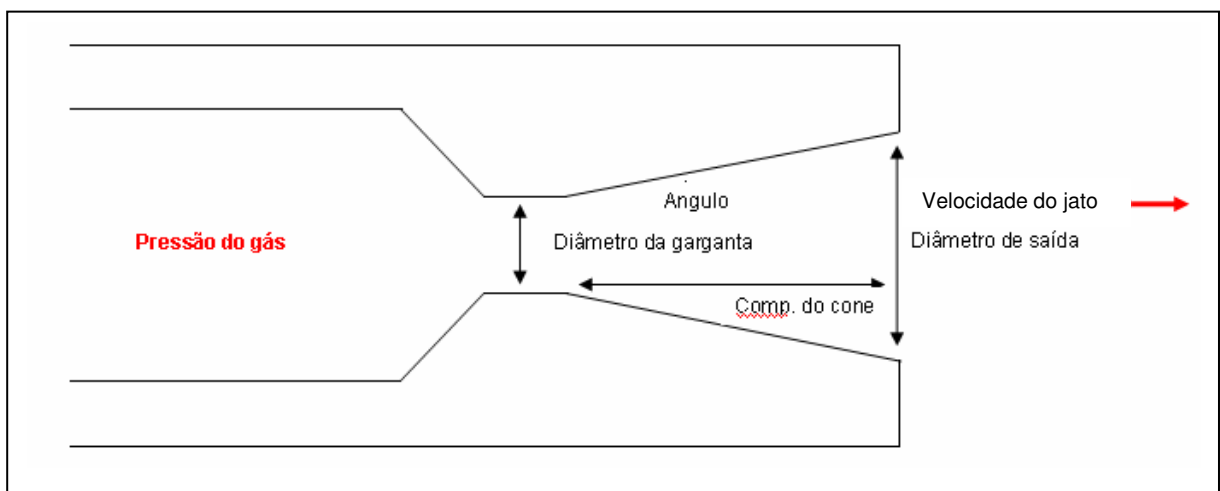 Angulo
Velocidade do jato
Pressão do gás
Diâmetro da garganta
Diâmetro de saída
Comp. do cone